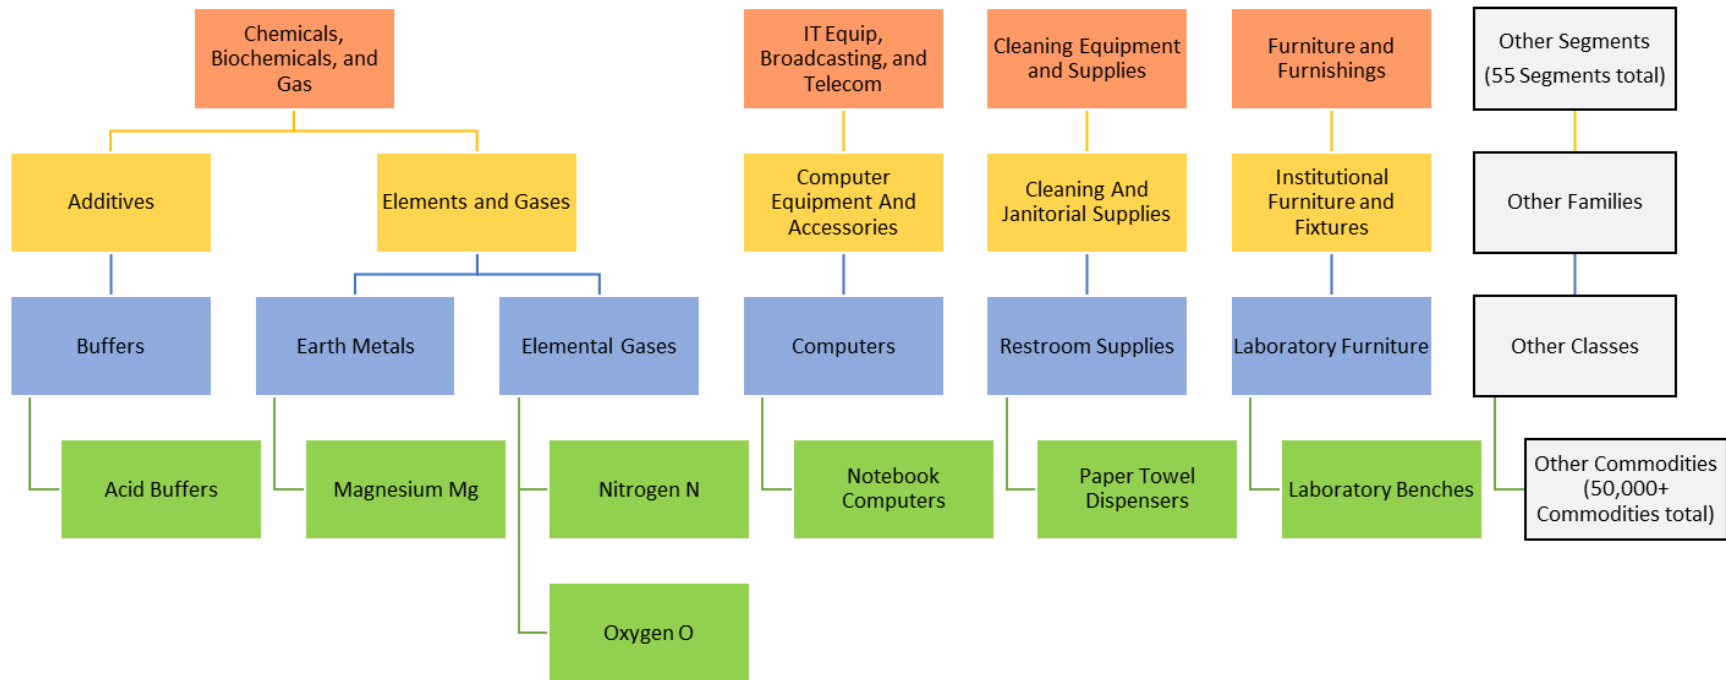 Chemicals,
Biochemicals, and
Gas
IT Equip,
Broadcasting, and
Telecom
Cleaning Equipment
and Supplies
Furniture and
Furnishings
Other Segments
(55 Segments total)
Additives
Elements and Gases
Computer
Equipment And
Accessories
Cleaning And
Janitorial Supplies
Institutional
Furniture and
Fixtures
Other Families
Buffers
Earth Metals
Elemental Gases
Computers
Restroom Supplies
Laboratory Furniture
Other Classes
Acid Buffers
Magnesium Mg
Nitrogen N
Notebook
Computers
Paper Towel
Dispensers
Laboratory Benches
Other Commodities
(50,000+
Commodities total)
Oxygen O